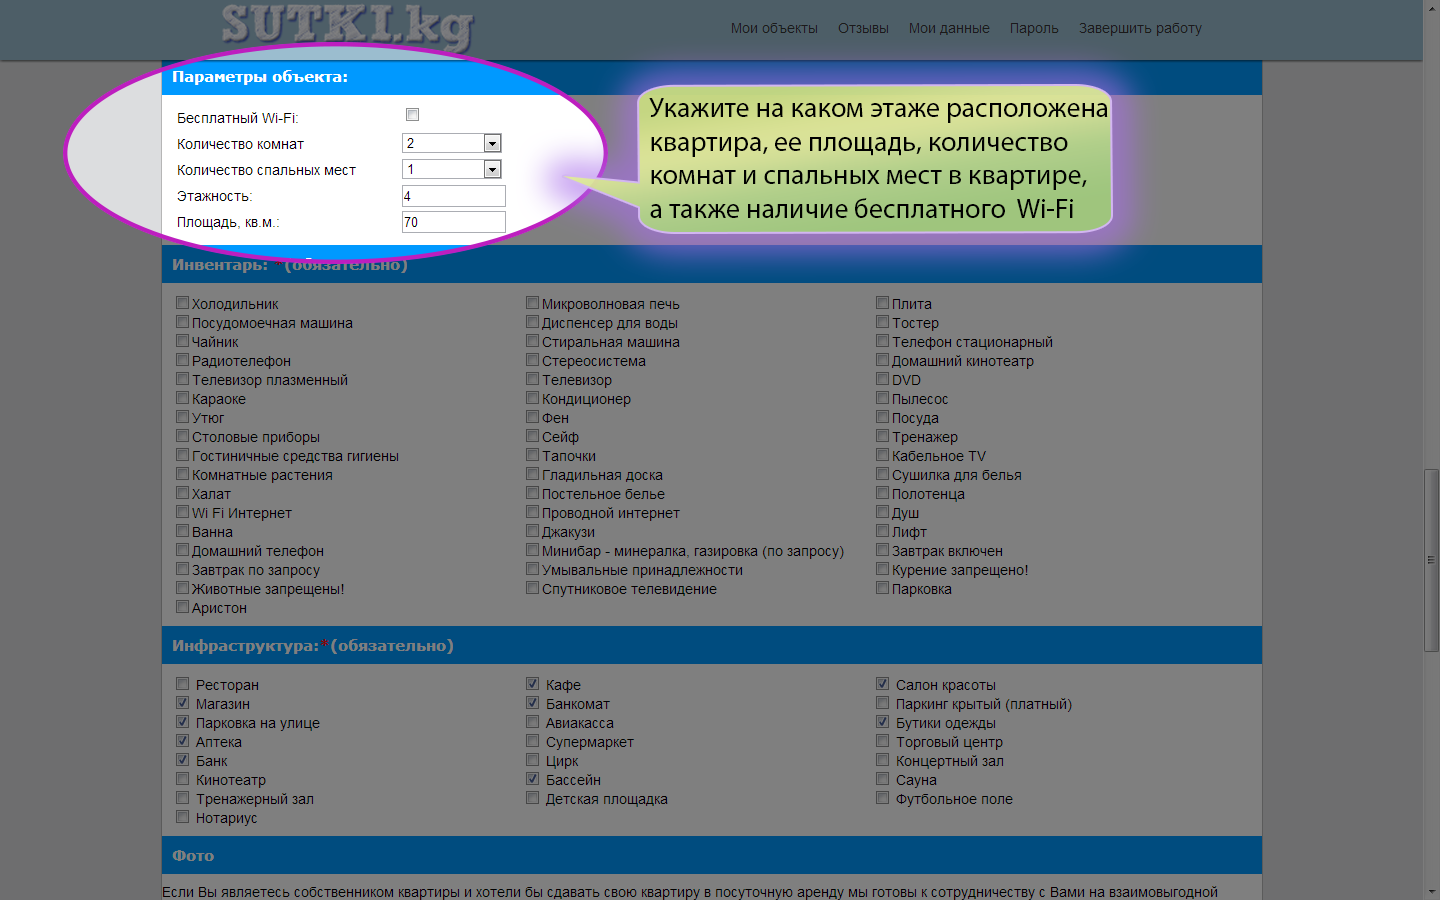 SUTKI.kg
Мои объекты Отзывы Мои данные Пароль Завершить работу
Параметры объекта:
Бесплатный Wi-Fi:
Количество комнат 2
Количество спальных мест 1
Этажность: 4
Площадь, кв.м.: 70
Укажите на каком этаже расположена
квартира, ее площадь, количество
комнат и спальных мест в квартире,
а также наличие бесплатного Wi-Fi
Инвентарь: *(обязательно)
Холодильник Микроволновая печь Плита
Посудомоечная машина Диспенсер для воды Тостер
Чайник Стиральная машина Телефон стационарный
Радиотелефон Стереосистема Домашний кинотеатр
Телевизор плазменный Телевизор DVD
Караоке Кондиционер Пылесос
Утюг Фен Посуда
Столовые приборы Сейф Тренажер
Гостиничные средства гигиены Тапочки Кабельное TV
Комнатные растения Гладильная доска Сушилка для белья
Халат Постельное белье Полотенца
Wi Fi Интернет Проводной интернет Душ
Ванна Джакузи Лифт
Домашний телефон Минибар - минералка, газировка (по запросу) Завтрак включен
Завтрак по запросу Умывальные принадлежности Курение запрещено!
Животные запрещены! Спутниковое телевидение Парковка
Аристон
Инфраструктура:*(обязательно)
Ресторан Кафе Салон красоты
Магазин Банкомат Паркинг крытый (платный)
Парковка на улице Авиакасса Бутики одежды
Аптека Супермаркет Торговый центр
Банк Цирк Концертный зал
Кинотеатр Бассейн Сауна
Тренажерный зал Детская площадка Футбольное поле
Нотариус
Фото
Если Вы являетесь собственником квартиры и хотели бы сдавать свою квартиру в посуточную аренду мы готовы к сотрудничеству с Вами на взаимовыгодной